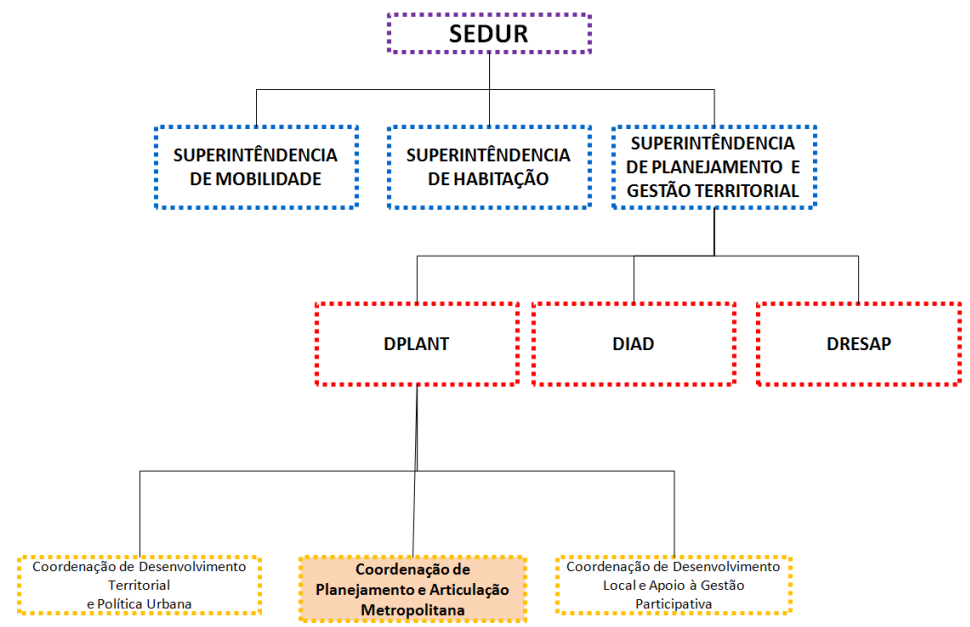 SEDUR
SUPERINTÊNDENCIA
DE MOBILIDADE
SUPERINTÊNDENCIA
DE HABITAÇÃO
SUPERINTÊNDENCIA
DE PLANEJAMENTO E
GESTÃO TERRITORIAL
DPLANT
DIAD
DRESAP
Coordenação de Desenvolvimento
Territorial
e Política Urbana
Coordenação de
Planejamento e Articulação
Metropolitana
Coordenação de Desenvolvimento
Local e Apoio à Gestão
Participativa